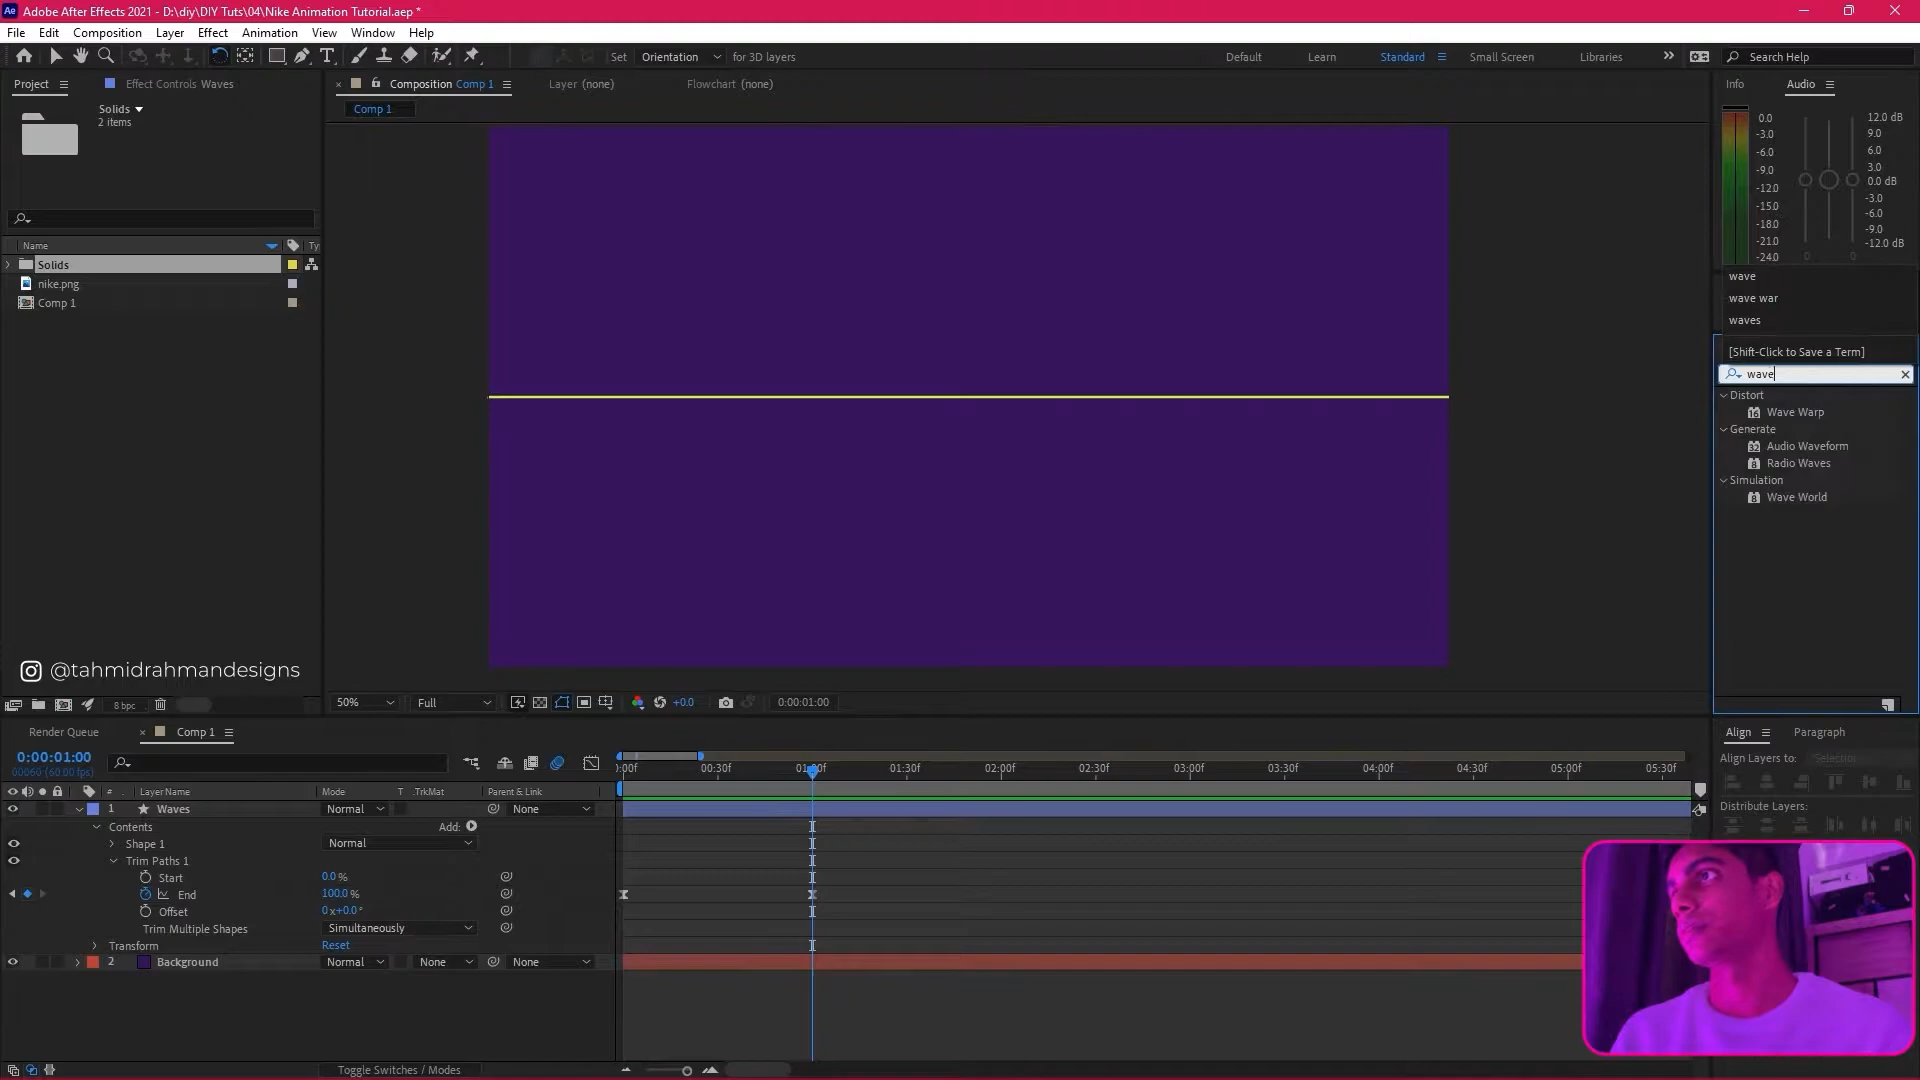 Adobe After Effects 2021 - D:\diy\DIY Tuts\04\Nike Animation Tutorial.aep *
File Edit Composition Layer Effect Animation View Window Help
Set Orientation for 3D layers Default Learn Standard Small Screen Libraries Search Help
Project Effect Controls Waves Composition Comp 1 Layer (none) Flowchart (none) Info Audio
Solids
2 items
Comp 1
0.0 12.0 dB
-3.0 9.0
-6.0 6.0
-9.0 3.0
-12.0 0.0 dB
-15.0 -3.0
-18.0 -6.0
-21.0 -9.0
-24.0 -12.0 dB
0 0
Name Ty
Solids
nike.png
Comp 1
wave
wave war
waves
[Shift-Click to Save a Term]
wave
Distort
16 Wave Warp
Generate
32 Audio Waveform
8 Radio Waves
Simulation
8 Wave World
@tahmidrahmandesigns
8 bpc
50% Full +0.0 0:00:01:00
Render Queue Comp 1
Align Paragraph
0:00:01:00
00060 (60.00 fps)
Align Layers to: Selection
Distribute Layers:
:00f 00:30f 01:00f 01:30f 02:00f 02:30f 03:00f 03:30f 04:00f 04:30f 05:00f 05:30f
# Layer Name Mode T .TrkMat Parent & Link
1 Waves Normal None
Contents Add:
Shape 1 Normal
Trim Paths 1
Start 0.0 %
End 100.0 %
Offset 0 x+0.0 °
Trim Multiple Shapes Simultaneously
Transform Reset
2 Background Normal None None
Toggle Switches / Modes